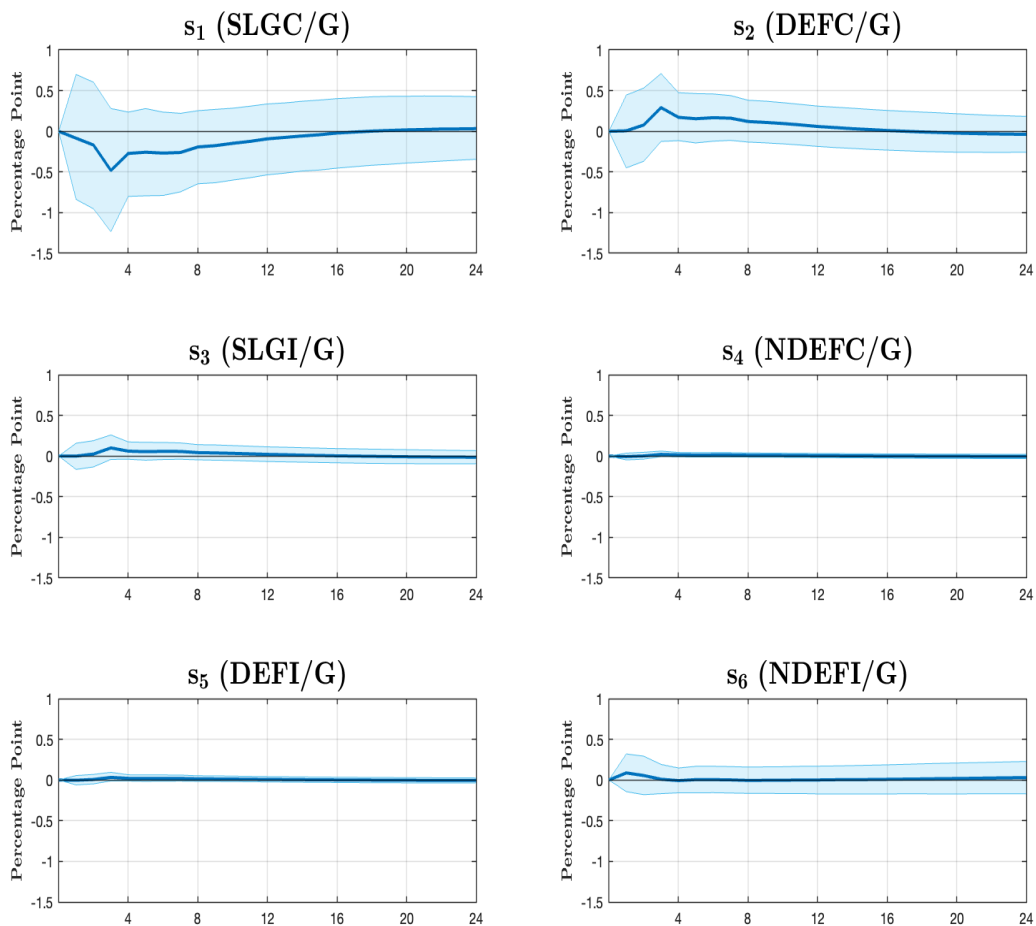 s1 (SLGC/G)
Percentage Point
1
0.5
0
-0.5
-1
-1.5
4 8 12 16 20 24
s2 (DEFC/G)
Percentage Point
1
0.5
0
-0.5
-1
-1.5
4 8 12 16 20 24
s3 (SLGI/G)
Percentage Point
1
0.5
0
-0.5
-1
-1.5
4 8 12 16 20 24
s4 (NDEFC/G)
Percentage Point
1
0.5
0
-0.5
-1
-1.5
4 8 12 16 20 24
s5 (DEFI/G)
Percentage Point
1
0.5
0
-0.5
-1
-1.5
4 8 12 16 20 24
s6 (NDEFI/G)
Percentage Point
1
0.5
0
-0.5
-1
-1.5
4 8 12 16 20 24